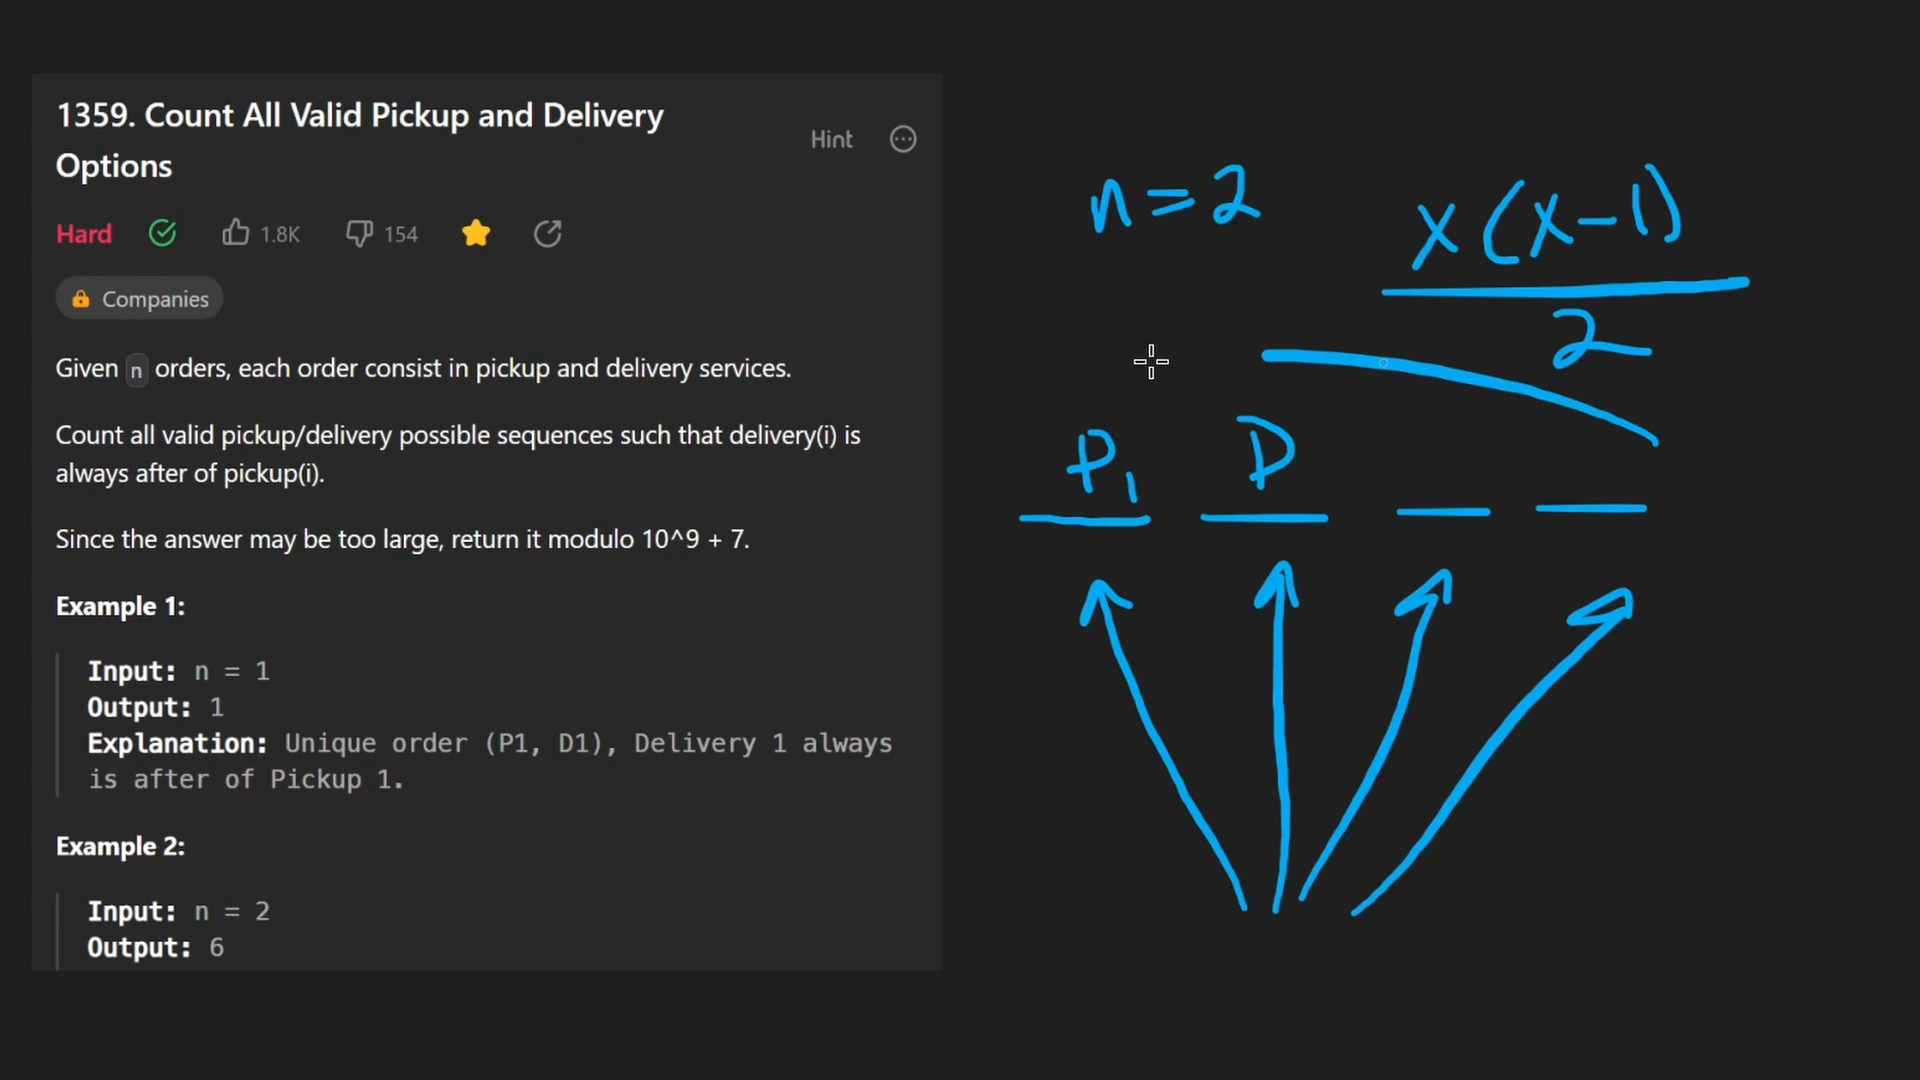 1359. Count All Valid Pickup and Delivery
Options
Hint
Hard 1.8K 154
Companies
Given n orders, each order consist in pickup and delivery services.
Count all valid pickup/delivery possible sequences such that delivery(i) is
always after of pickup(i).
Since the answer may be too large, return it modulo 10^9 + 7.
Example 1:
Input: n = 1
Output: 1
Explanation: Unique order (P1, D1), Delivery 1 always
is after of Pickup 1.
Example 2:
Input: n = 2
Output: 6
n=2
x(x-1)
2
P1 D